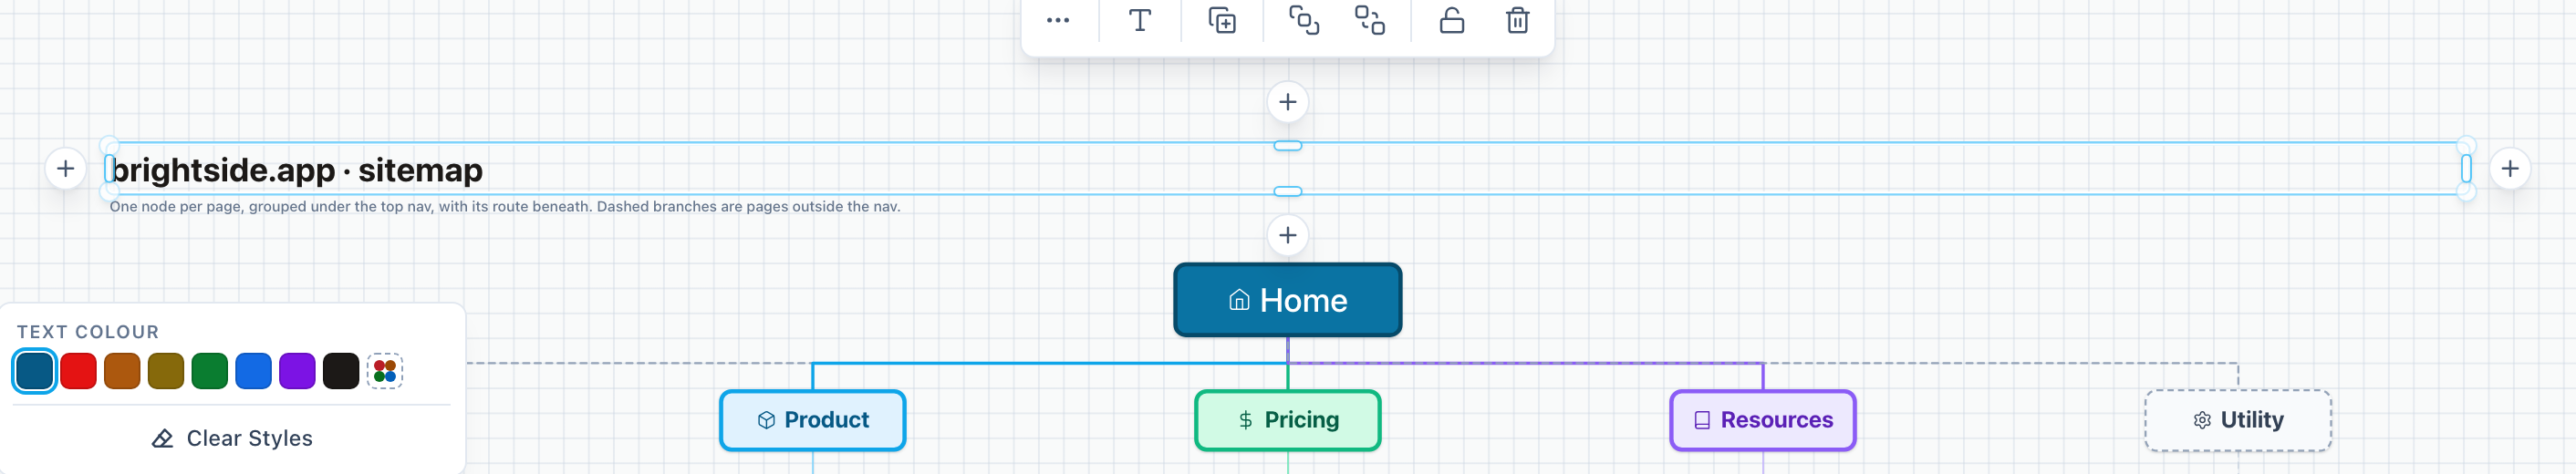 brightside.app · sitemap
One node per page, grouped under the top nav, with its route beneath. Dashed branches are pages outside the nav.
Home
TEXT COLOUR
Clear Styles
Product
Pricing
Resources
Utility